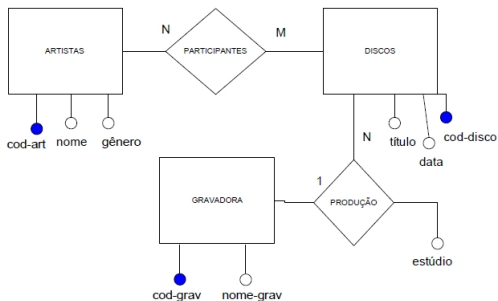 N
M
ARTISTAS
PARTICIPANTES
DISCOS
cod-art
nome
gênero
N
título
cod-disco
data
1
GRAVADORA
PRODUÇÃO
estúdio
cod-grav
nome-grav